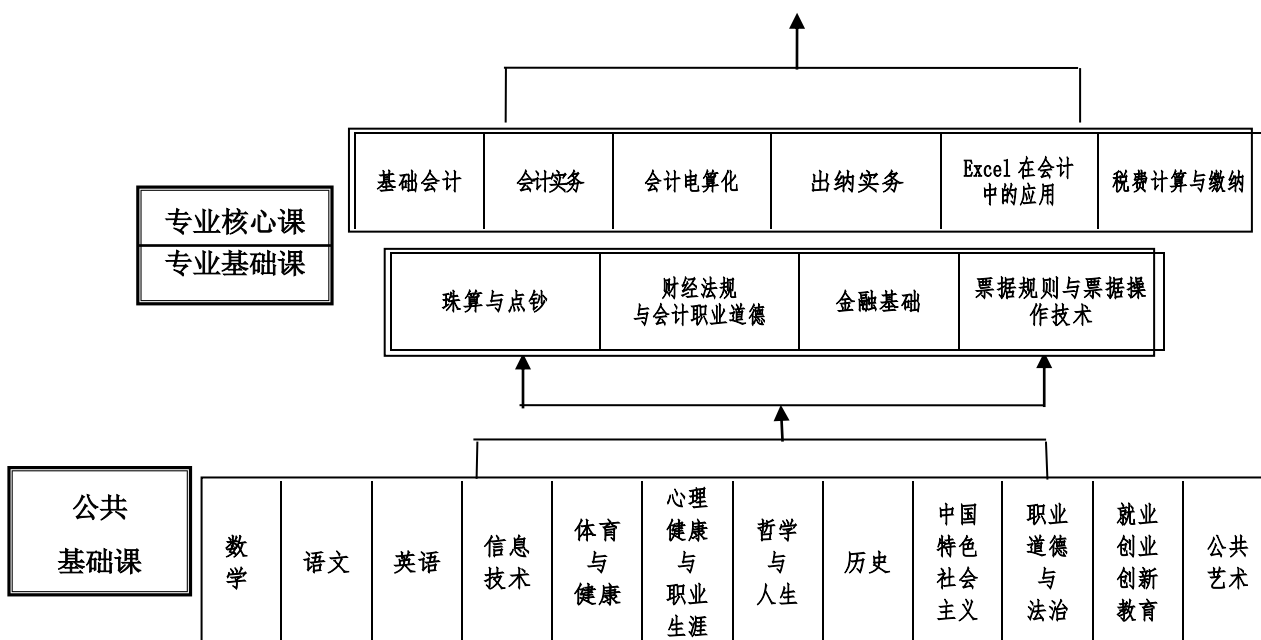 基础会计
会计实务
会计电算化
出纳实务
Excel 在会计
中的应用
税费计算与缴纳
专业核心课
专业基础课
珠算与点钞
财经法规
与会计职业道德
金融基础
票据规则与票据操
作技术
公共
基础课
数
学
语文
英语
信息
技术
体育
与
健康
心理
健康
与
职业
生涯
哲学
与
人生
历史
中国
特色
社会
主义
职业
道德
与
法治
就业
创业
创新
教育
公共
艺术